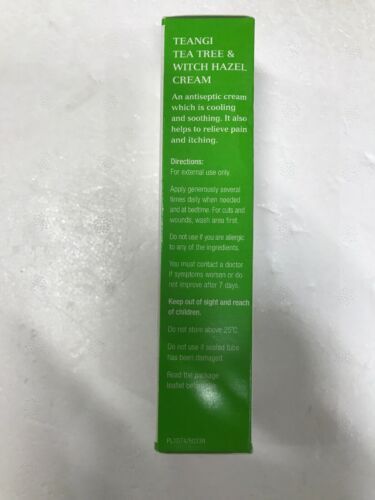 TEANGI
TEA TREE &
WITCH HAZEL
CREAM
An antiseptic cream
which is cooling
and soothing. It also
helps to relieve pain
and itching.
Directions:
For external use only.
Apply generously several
times daily when needed
and at bedtime. For cuts and
wounds, wash area first.
Do not use if you are allergic
to any of the ingredients.
You must contact a doctor
if symptoms worsen or do
not improve after 7 days.
Keep out of sight and reach
of children.
Do not store above 25°C
Do not use if sealed tube
has been damaged
Read the package
leaflet before